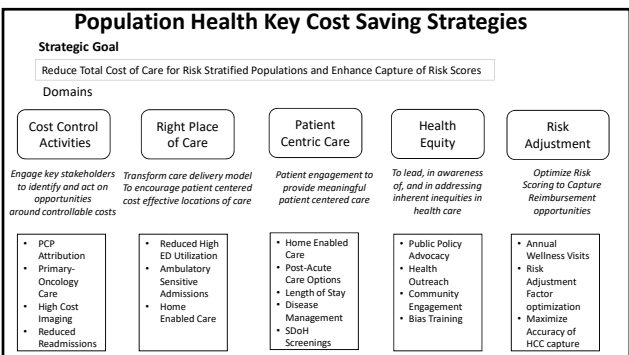 Population Health Key Cost Saving Strategies
Strategic Goal
Reduce Total Cost of Care for Risk Stratified Populations and Enhance Capture of Risk Scores
Domains
Cost Control
Activities
Engage key stakeholders
to identify and act on
opportunities
around controllable costs
• PCP
Attribution
• Primary-
Oncology
Care
• High Cost
Imaging
• Reduced
Readmissions
Right Place
of Care
Transform care delivery model
To encourage patient centered
cost effective locations of care
• Reduced High
ED Utilization
• Ambulatory
Sensitive
Admissions
• Home
Enabled Care
Patient
Centric Care
Patient engagement to
provide meaningful
patient centered care
• Home Enabled
Care
• Post-Acute
Care Options
• Length of Stay
• Disease
Management
• SDoH
Screenings
Health
Equity
To lead, in awareness
of, and in addressing
inherent inequities in
health care
• Public Policy
Advocacy
• Health
Outreach
• Community
Engagement
• Bias Training
Risk
Adjustment
Optimize Risk
Scoring to Capture
Reimbursement
opportunities
• Annual
Wellness Visits
• Risk
Adjustment
Factor
optimization
• Maximize
Accuracy of
HCC capture